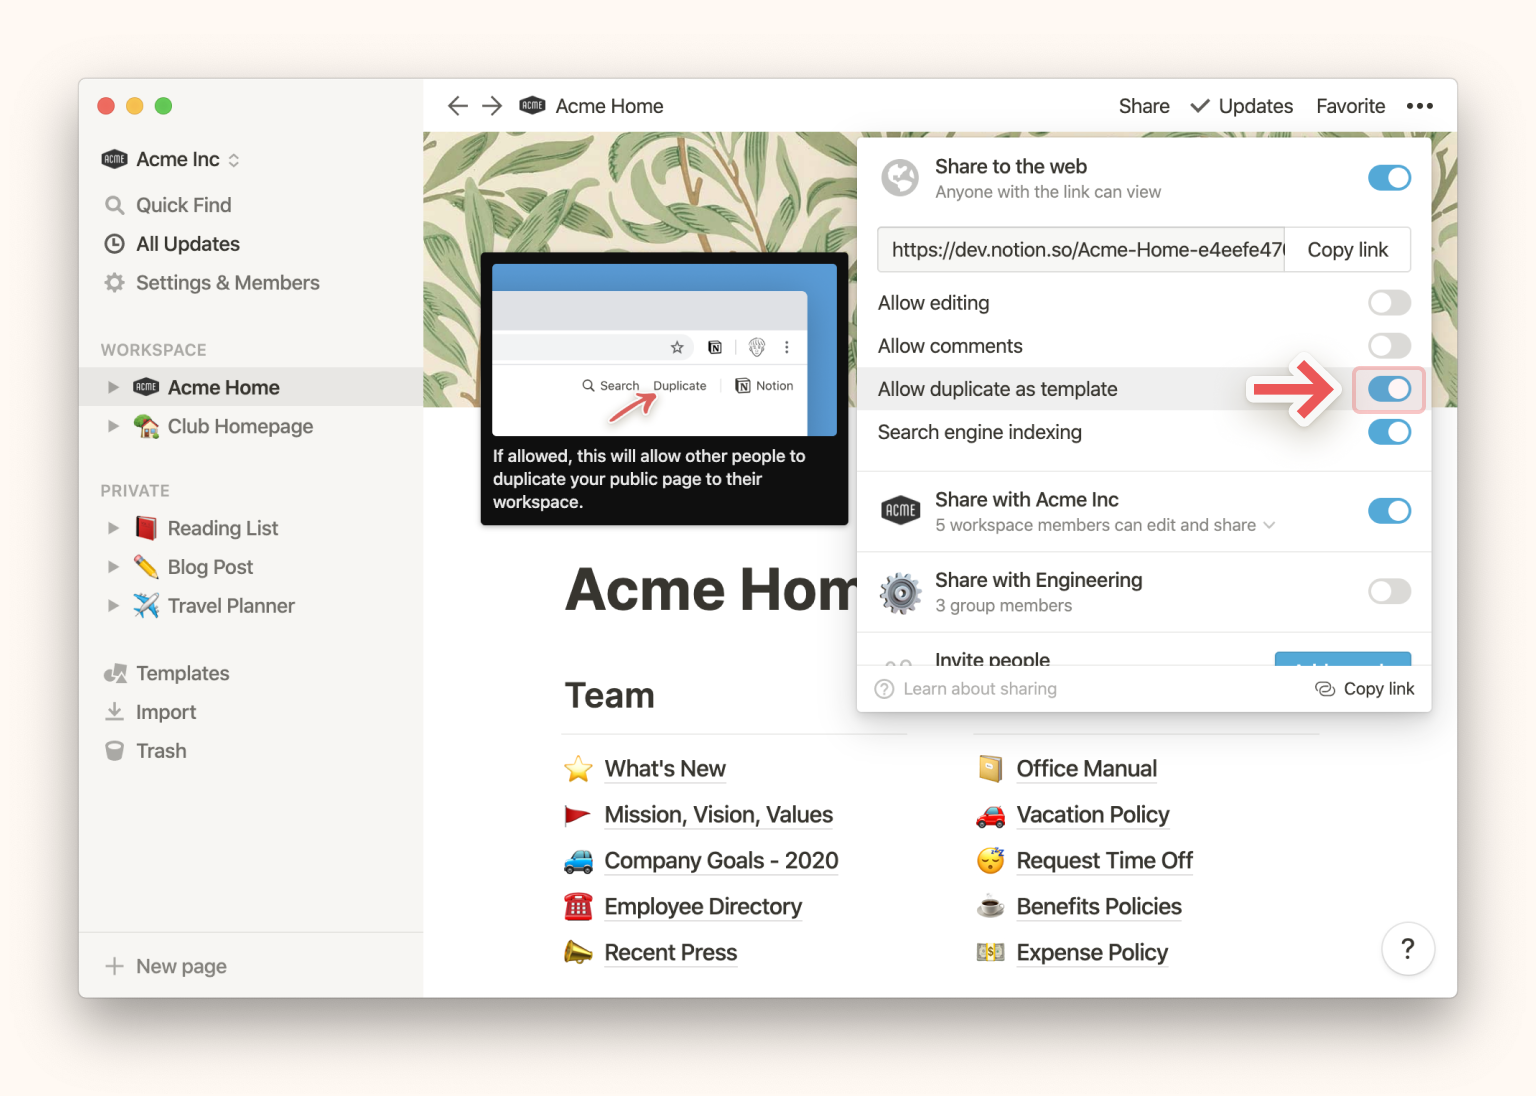 Acme Inc
Quick Find
All Updates
Settings & Members
WORKSPACE
ACME Acme Home
Club Homepage
PRIVATE
Reading List
Blog Post
Travel Planner
Templates
Import
Trash
New page
ACME Acme Home
Share
Updates
Favorite
Search
Duplicate
Notion
If allowed, this will allow other people to
duplicate your public page to their
workspace.
Share to the web
Anyone with the link can view
https://dev.notion.so/Acme-Home-e4eefe47
Copy link
Allow editing
Allow comments
Allow duplicate as template
Search engine indexing
ACME
Share with Acme Inc
5 workspace members can edit and share
Share with Engineering
3 group members
Invite people
Learn about sharing
Copy link
Acme Hom
Team
What's New
Mission, Vision, Values
Company Goals - 2020
Employee Directory
Recent Press
Office Manual
Vacation Policy
Request Time Off
Benefits Policies
Expense Policy
?